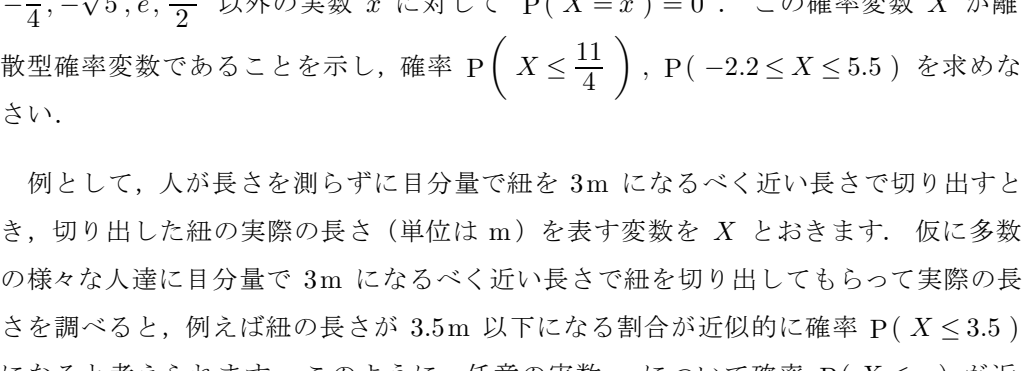 −7/4, −√5, e, /2 以外の実数 x に対して P( X = x ) = 0 . この確率変数 X が離
散型確率変数であることを示し，確率 P( X ≤ 11/4 ) , P( −2.2 ≤ X ≤ 5.5 ) を求めな
さい．
例として，人が長さを測らずに目分量で紐を 3m になるべく近い長さで切り出すと
き，切り出した紐の実際の長さ（単位は m）を表す変数を X とおきます． 仮に多数
の様々な人達に目分量で 3m になるべく近い長さで紐を切り出してもらって実際の長
さを調べると，例えば紐の長さが 3.5m 以下になる割合が近似的に確率 P( X ≤ 3.5 )
になると考えられます． このように，任意の実数 について確率 P( X ≤ ) が近